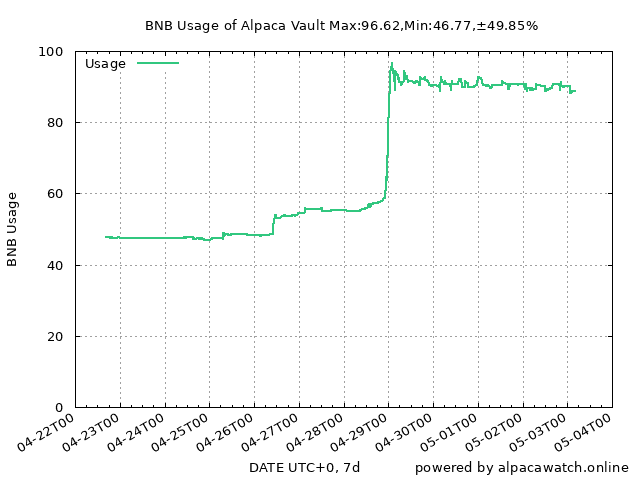 BNB Usage of Alpaca Vault Max:96.62,Min:46.77,±49.85%
Usage
BNB Usage
100
80
60
40
20
0
04-22T00
04-23T00
04-24T00
04-25T00
04-26T00
04-27T00
04-28T00
04-29T00
04-30T00
05-01T00
05-02T00
05-03T00
05-04T00
DATE UTC+0, 7d
powered by alpacawatch.online